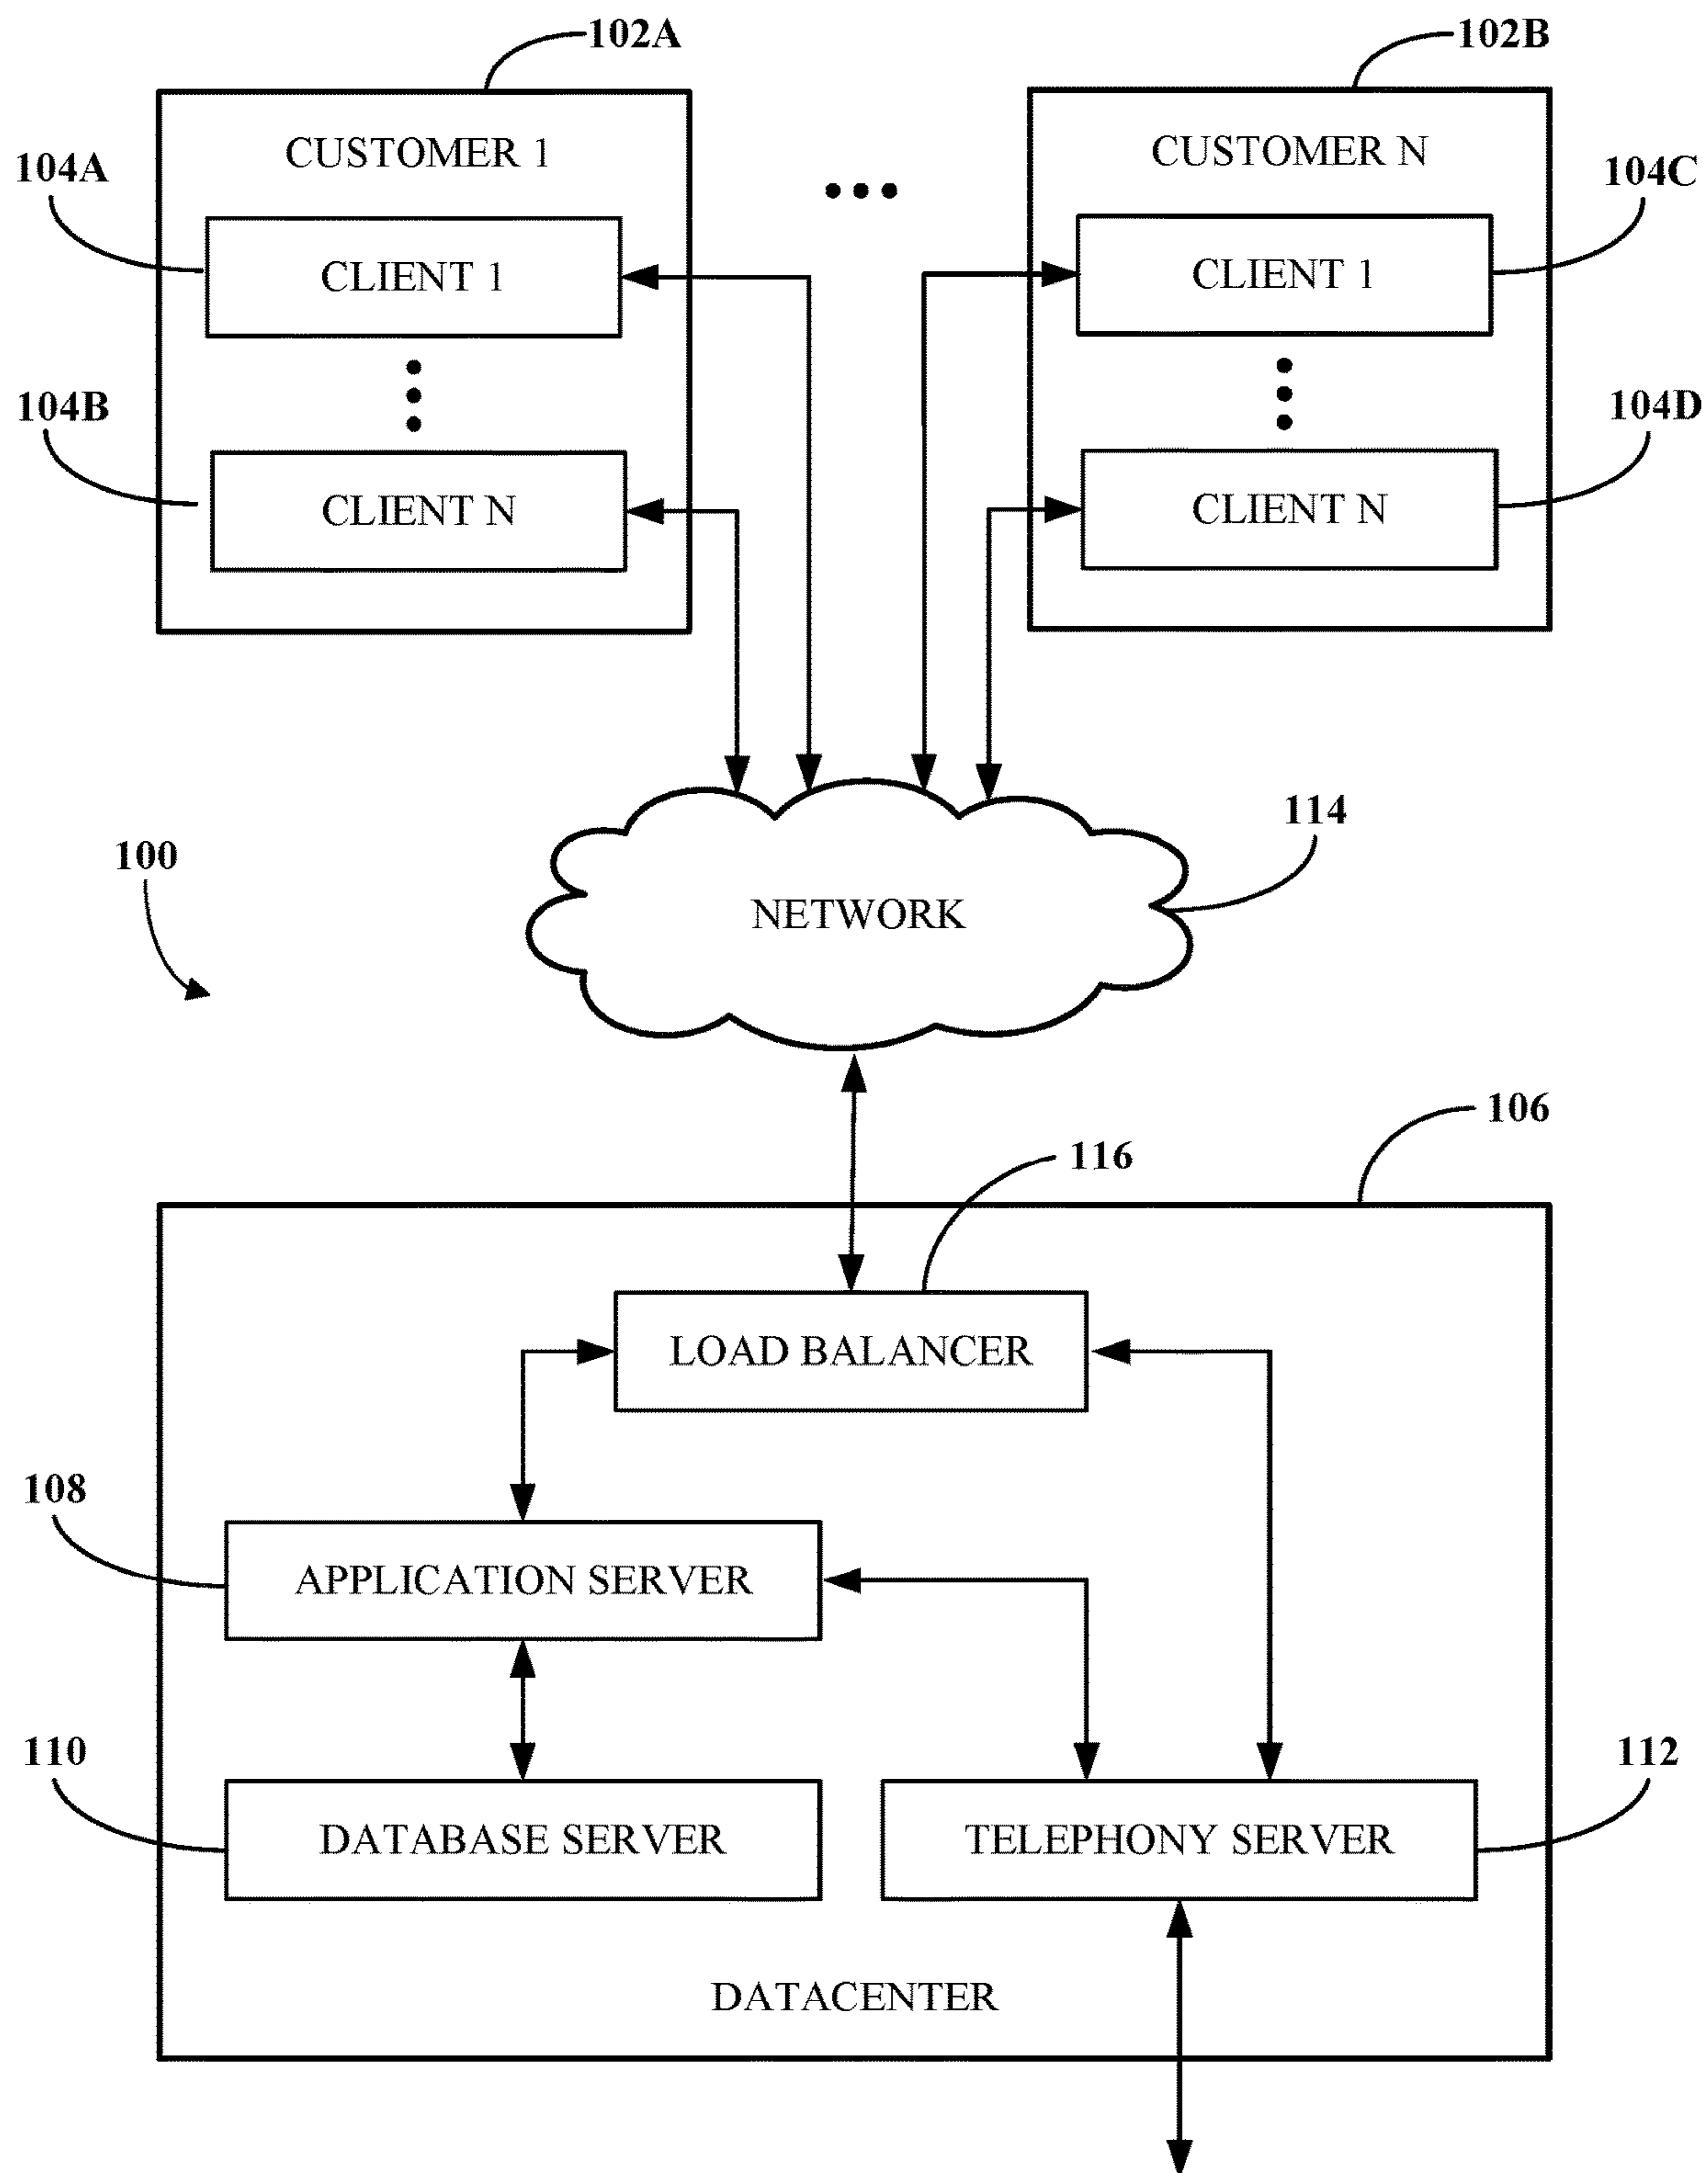 102A
102B
CUSTOMER 1
CUSTOMER N
104A
104C
CLIENT 1
CLIENT 1
104B
104D
CLIENT N
CLIENT N
114
100
NETWORK
106
116
LOAD BALANCER
108
APPLICATION SERVER
110
112
DATABASE SERVER
TELEPHONY SERVER
DATACENTER